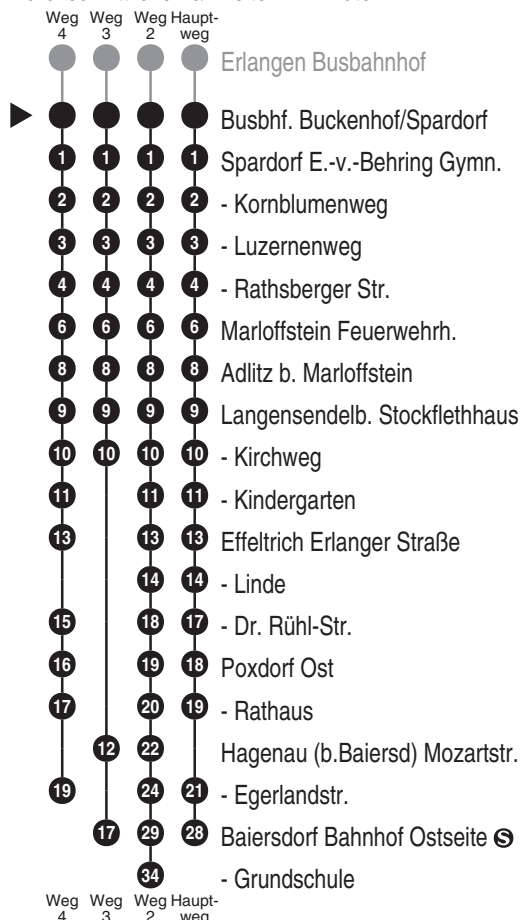 Weg Weg Weg Haupt-
4 3 2 weg
Erlangen Busbahnhof
Busbhf. Buckenhof/Spardorf
1 1 1 1 Spardorf E.-v.-Behring Gymn.
2 2 2 2 - Kornblumenweg
3 3 3 3 - Luzernenweg
4 4 4 4 - Rathsberger Str.
6 6 6 6 Marloffstein Feuerwehrh.
8 8 8 8 Adlitz b. Marloffstein
9 9 9 9 Langensendelb. Stockflethhaus
10 10 10 10 - Kirchweg
11 11 11 - Kindergarten
13 13 13 Effeltrich Erlanger Straße
14 14 - Linde
15 18 17 - Dr. Rühl-Str.
16 19 18 Poxdorf Ost
17 20 19 - Rathaus
12 22 Hagenau (b.Baiersd) Mozartstr.
19 24 21 - Egerlandstr.
17 29 28 Baiersdorf Bahnhof Ostseite S
34 - Grundschule
Weg Weg Weg Haupt-
4 3 2 weg